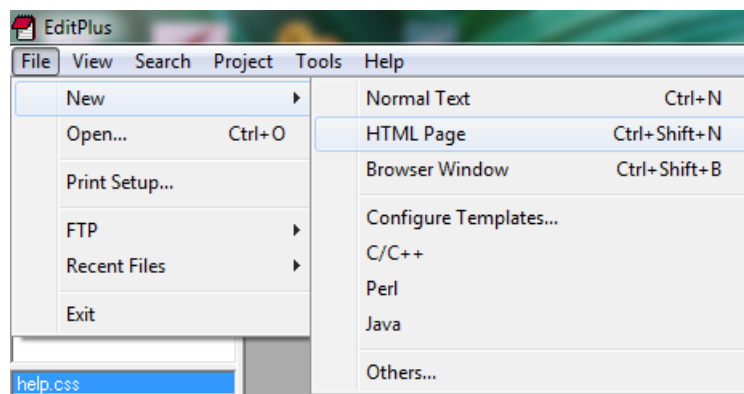 EditPlus
File View Search Project Tools Help
New
Open... Ctrl+O
Print Setup...
FTP
Recent Files
Exit
Normal Text Ctrl+N
HTML Page Ctrl+Shift+N
Browser Window Ctrl+Shift+B
Configure Templates...
C/C++
Perl
Java
Others...
help.css